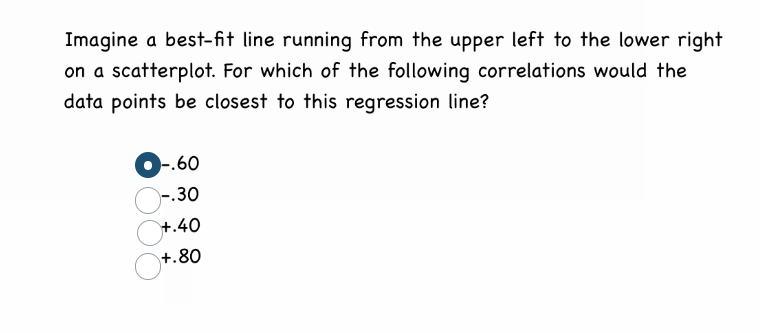 Imagine a best-fit line running from the upper left to the lower right
on a scatterplot. For which of the following correlations would the
data points be closest to this regression line?
-.60
-.30
+.40
+.80